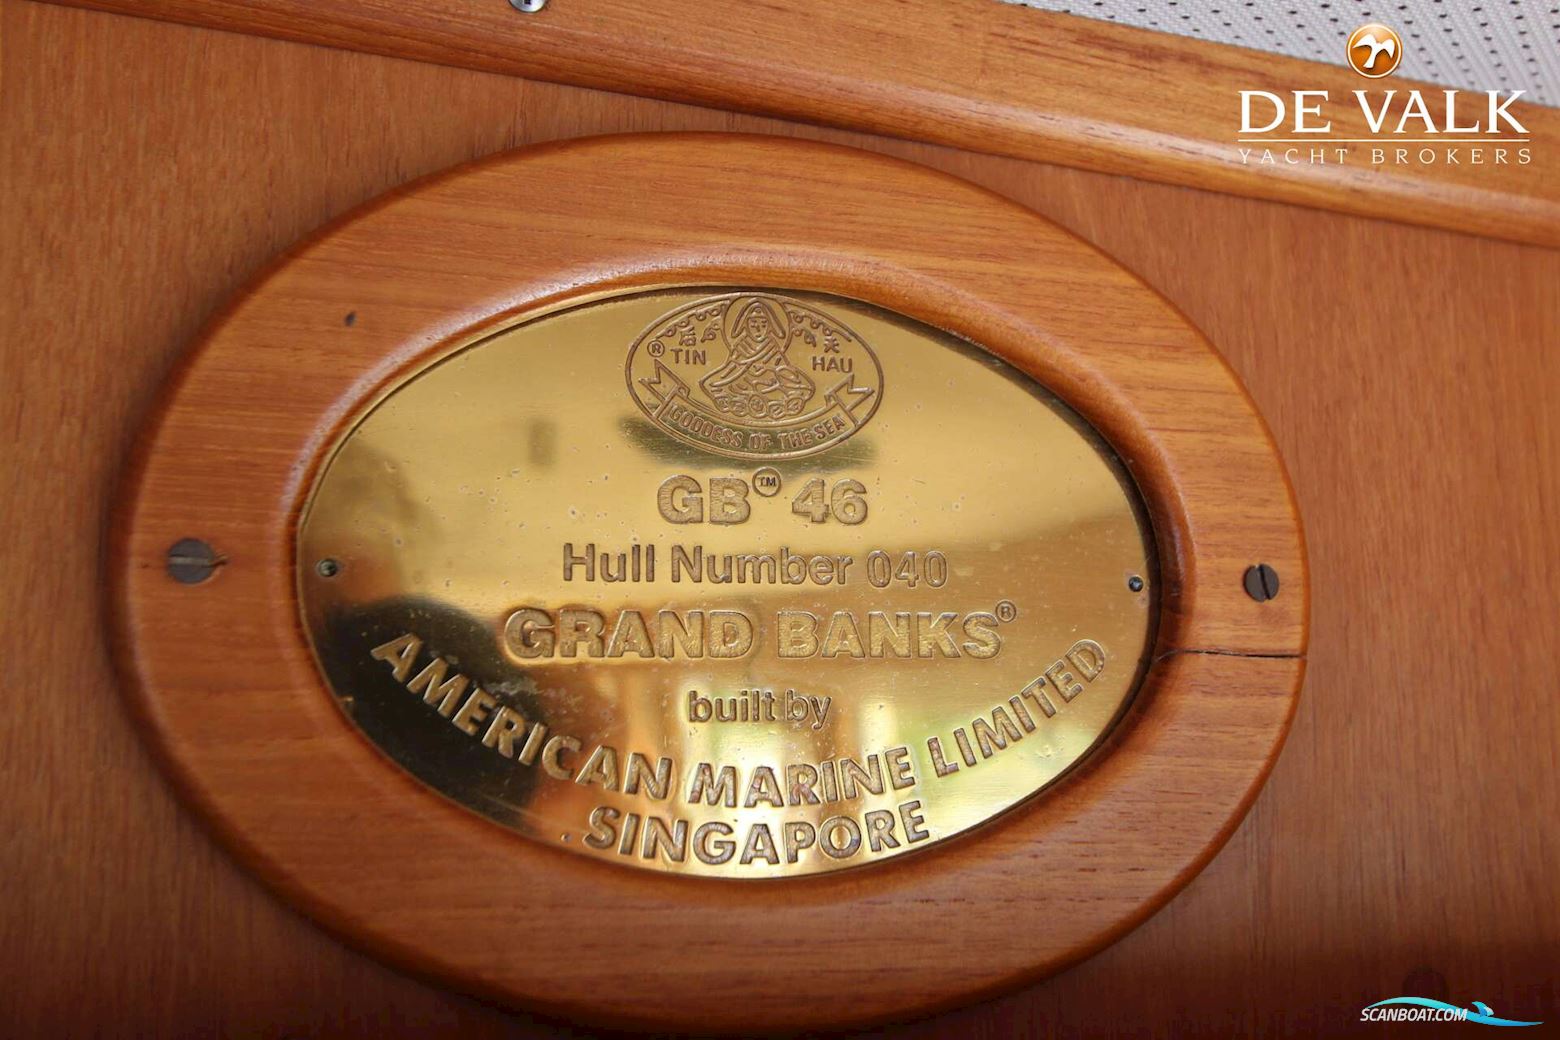 DE VALK
YACHT BROKERS
® TIN HAU
GODDESS OF THE SEA
GB™ 46
Hull Number 040
GRAND BANKS®
built by
AMERICAN MARINE LIMITED
SINGAPORE
SCANBOAT.COM